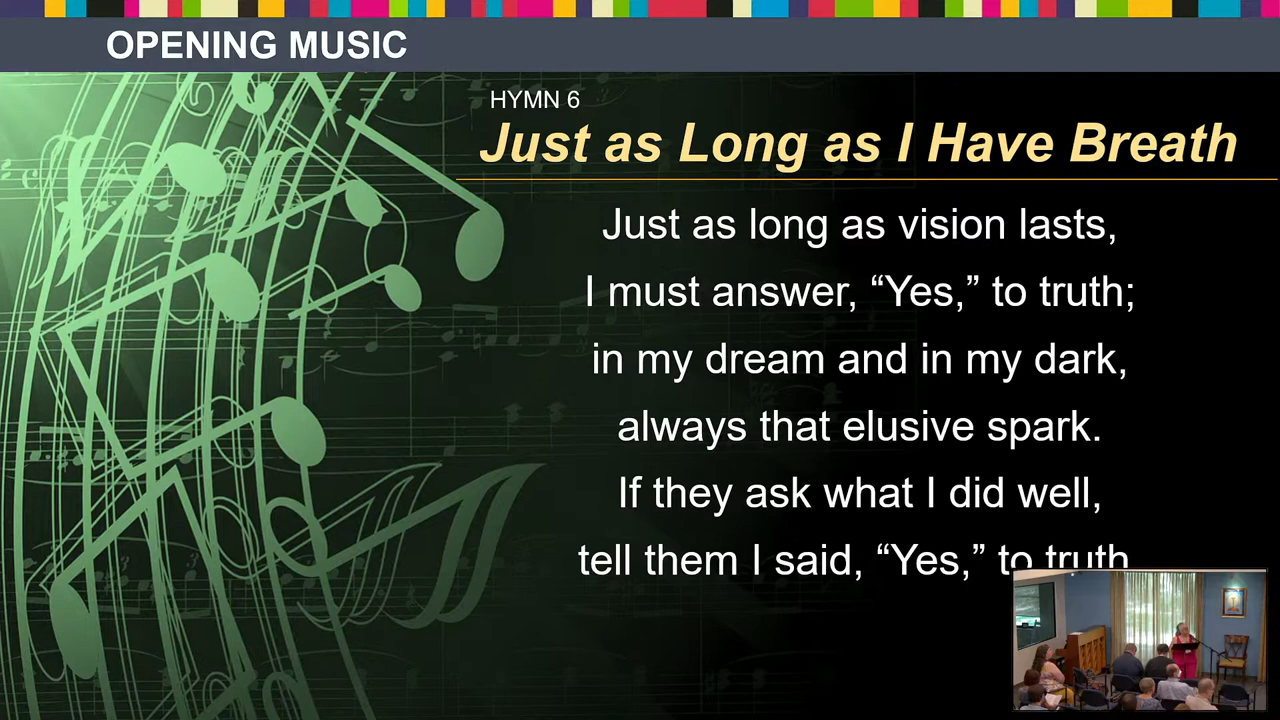 OPENING MUSIC
HYMN 6
Just as Long as I Have Breath
Just as long as vision lasts,
I must answer, “Yes,” to truth;
in my dream and in my dark,
always that elusive spark.
If they ask what I did well,
tell them I said, “Yes,” to truth